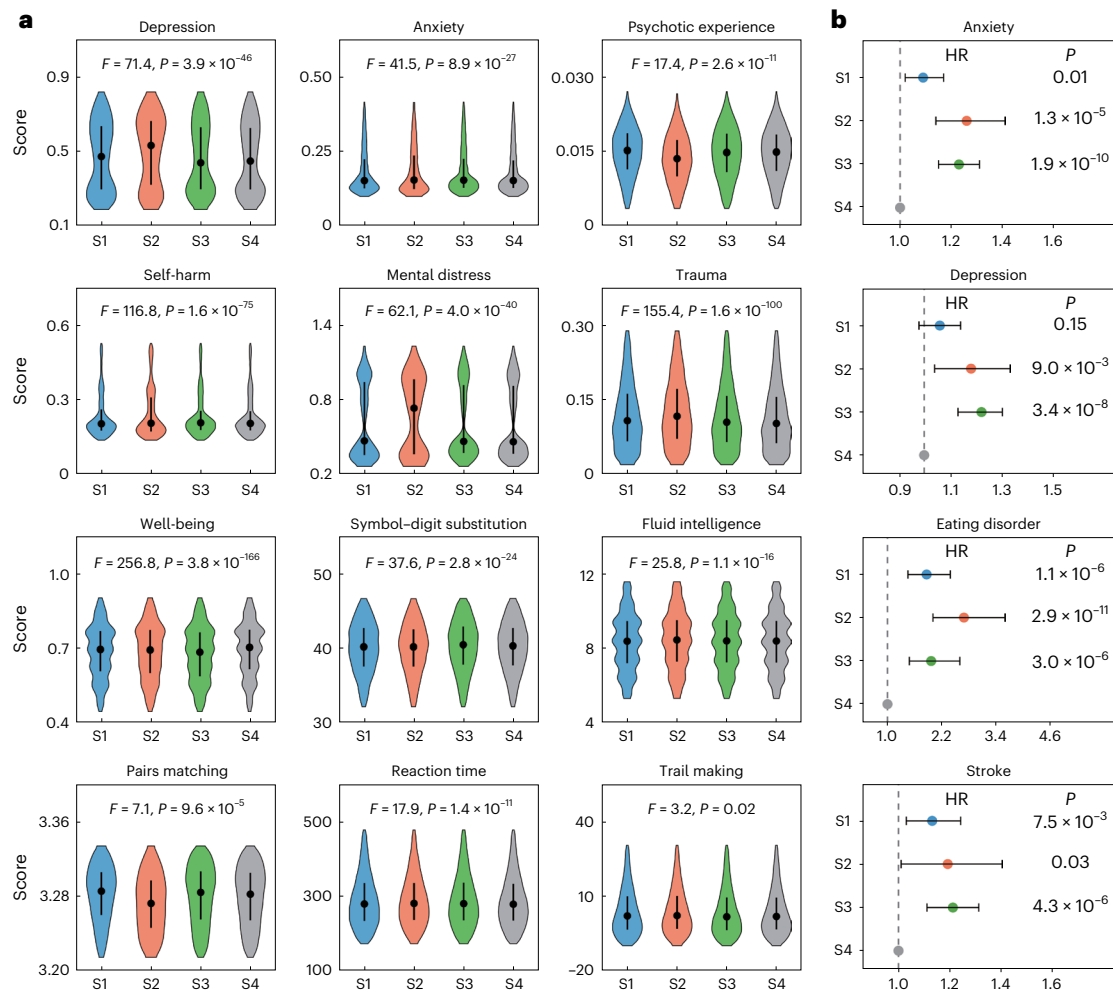 a
Depression
F = 71.4, P = 3.9 × 10⁻⁴⁶
Score
0.9
0.5
0.1
S1 S2 S3 S4
Anxiety
F = 41.5, P = 8.9 × 10⁻²⁷
0.50
0.25
0
S1 S2 S3 S4
Psychotic experience
F = 17.4, P = 2.6 × 10⁻¹¹
0.030
0.015
0
S1 S2 S3 S4
Self-harm
F = 116.8, P = 1.6 × 10⁻⁷⁵
Score
0.6
0.3
0
S1 S2 S3 S4
Mental distress
F = 62.1, P = 4.0 × 10⁻⁴⁰
1.4
0.8
0.2
S1 S2 S3 S4
Trauma
F = 155.4, P = 1.6 × 10⁻¹⁰⁰
0.30
0.15
0
S1 S2 S3 S4
Well-being
F = 256.8, P = 3.8 × 10⁻¹⁶⁶
Score
1.0
0.7
0.4
S1 S2 S3 S4
Symbol–digit substitution
F = 37.6, P = 2.8 × 10⁻²⁴
50
40
30
S1 S2 S3 S4
Fluid intelligence
F = 25.8, P = 1.1 × 10⁻¹⁶
12
8
4
S1 S2 S3 S4
Pairs matching
F = 7.1, P = 9.6 × 10⁻⁵
Score
3.36
3.28
3.20
S1 S2 S3 S4
Reaction time
F = 17.9, P = 1.4 × 10⁻¹¹
500
300
100
S1 S2 S3 S4
Trail making
F = 3.2, P = 0.02
40
10
−20
S1 S2 S3 S4
b
Anxiety
HR P
S1 0.01
S2 1.3 × 10⁻⁵
S3 1.9 × 10⁻¹⁰
S4
1.0 1.2 1.4 1.6
Depression
HR P
S1 0.15
S2 9.0 × 10⁻³
S3 3.4 × 10⁻⁸
S4
0.9 1.1 1.3 1.5
Eating disorder
HR P
S1 1.1 × 10⁻⁶
S2 2.9 × 10⁻¹¹
S3 3.0 × 10⁻⁶
S4
1.0 2.2 3.4 4.6
Stroke
HR P
S1 7.5 × 10⁻³
S2 0.03
S3 4.3 × 10⁻⁶
S4
1.0 1.2 1.4 1.6